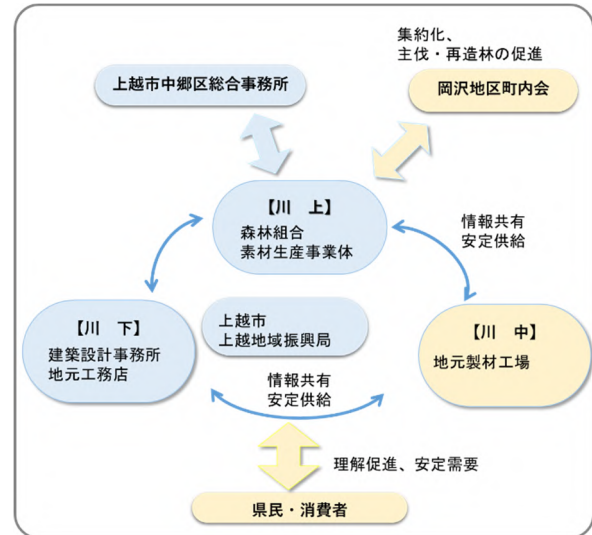 集約化、
主伐・再造林の促進
上越市中郷区総合事務所
岡沢地区町内会
【川　上】
森林組合
素材生産事業体
情報共有
安定供給
【川　下】
建築設計事務所
地元工務店
上越市
上越地域振興局
【川　中】
地元製材工場
情報共有
安定供給
理解促進、安定需要
県民・消費者